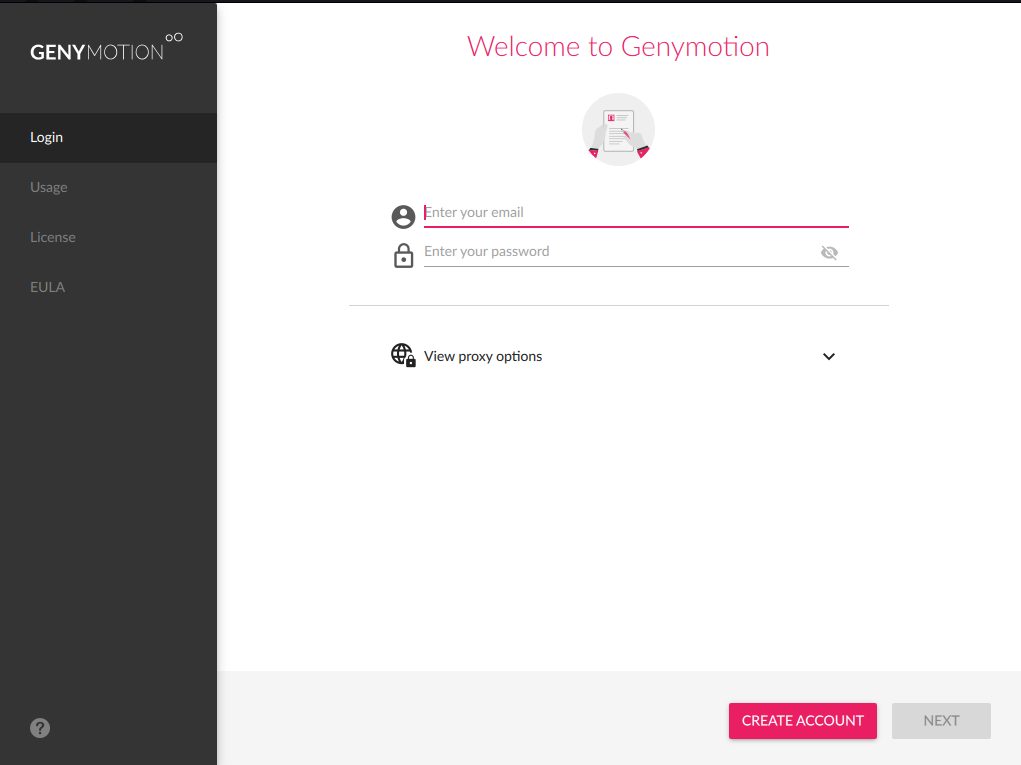 GENYMOTION
Login
Usage
License
EULA
Welcome to Genymotion
Enter your email
Enter your password
View proxy options
?
CREATE ACCOUNT
NEXT